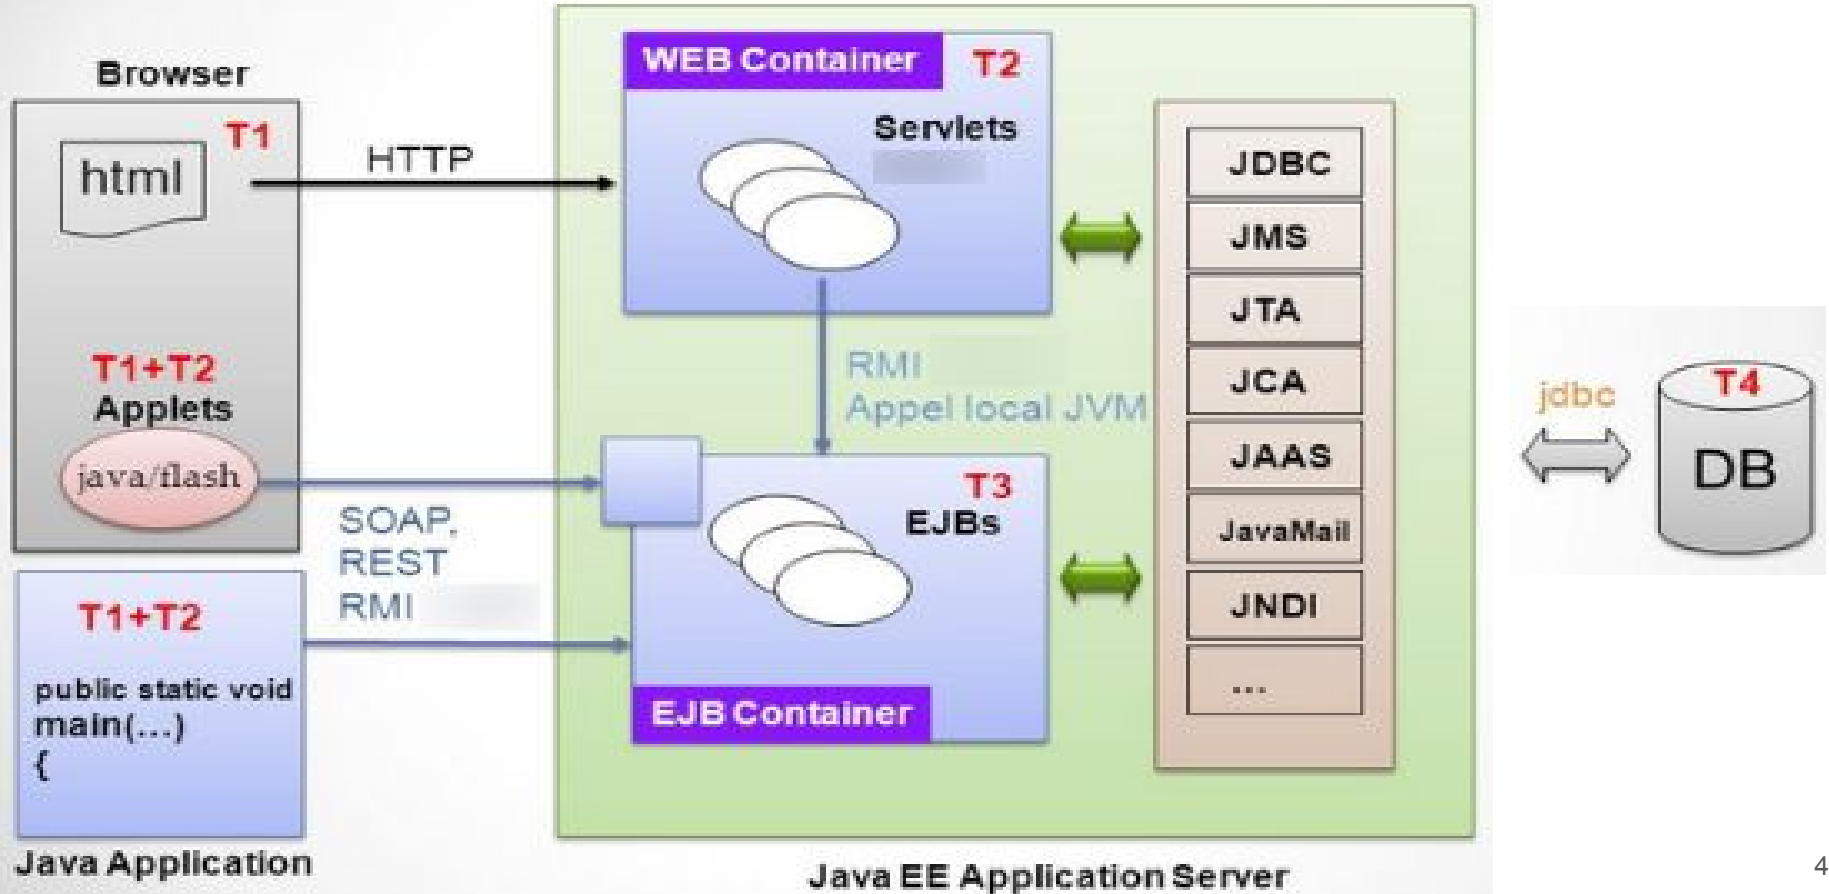 Browser
T1
html
HTTP
T1+T2
Applets
java/flash
SOAP,
REST
RMI
T1+T2
public static void
main(...)
{
Java Application
WEB Container
T2
Servlets
RMI
Appel local JVM
T3
EJBs
EJB Container
JDBC
JMS
JTA
JCA
JAAS
JavaMail
JNDI
...
Java EE Application Server
jdbc
T4
DB
4